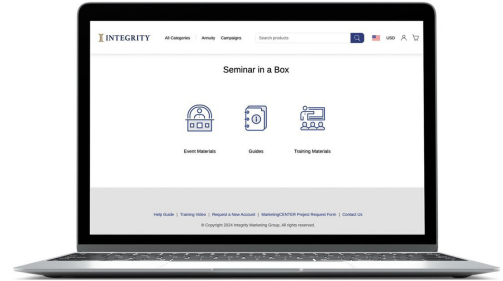 INTEGRITY
All Categories Annuity Campaigns Search products USD
Seminar in a Box
Event Materials Guides Training Materials
Help Guide | Training Video | Request a New Account | MarketingCENTER Project Request Form | Contact Us
© Copyright 2024 Integrity Marketing Group, All rights reserved.